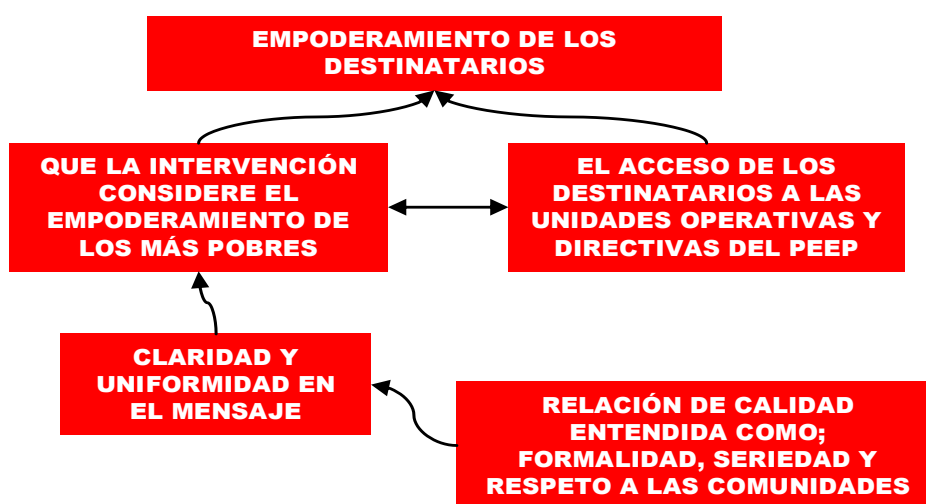 EMPODERAMIENTO DE LOS
DESTINATARIOS
QUE LA INTERVENCIÓN
CONSIDERE EL
EMPODERAMIENTO DE
LOS MÁS POBRES
EL ACCESO DE LOS
DESTINATARIOS A LAS
UNIDADES OPERATIVAS Y
DIRECTIVAS DEL PEEP
CLARIDAD Y
UNIFORMIDAD EN
EL MENSAJE
RELACIÓN DE CALIDAD
ENTENDIDA COMO;
FORMALIDAD, SERIEDAD Y
RESPETO A LAS COMUNIDADES